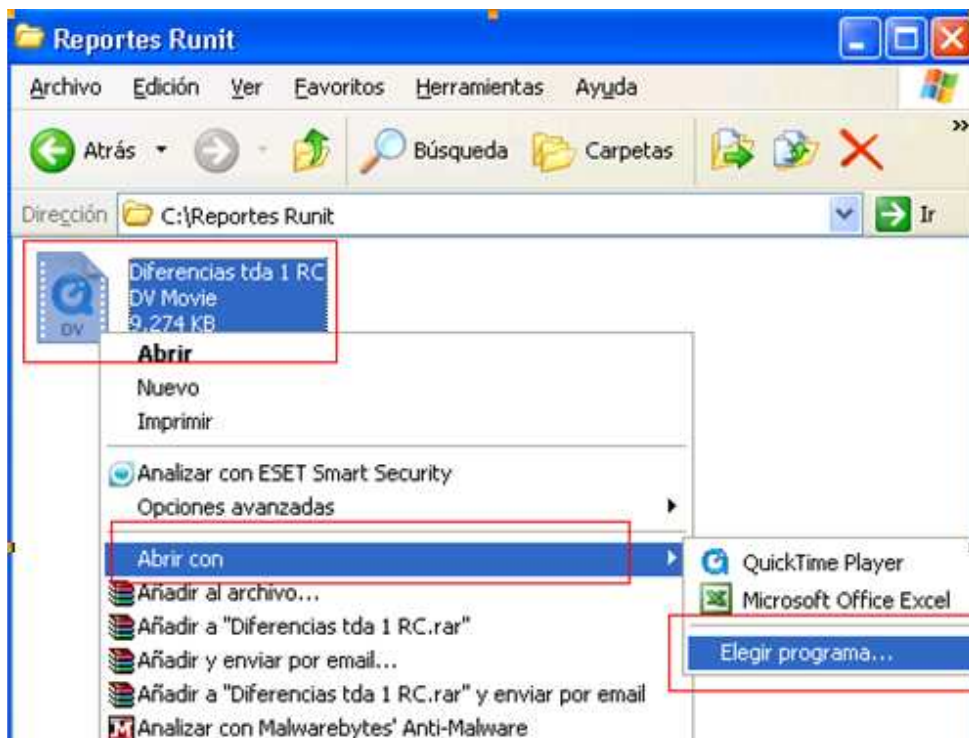 Reportes Runit
Archivo Edición Ver Favoritos Herramientas Ayuda
Atrás Búsqueda Carpetas »
Dirección C:\Reportes Runit Ir
Diferencias tda 1 RC
DV Movie
9.274 KB
DV
Abrir
Nuevo
Imprimir
Analizar con ESET Smart Security
Opciones avanzadas
Abrir con
QuickTime Player
Microsoft Office Excel
Elegir programa...
Añadir al archivo...
Añadir a "Diferencias tda 1 RC.rar"
Añadir y enviar por email...
Añadir a "Diferencias tda 1 RC.rar" y enviar por email
Analizar con Malwarebytes' Anti-Malware